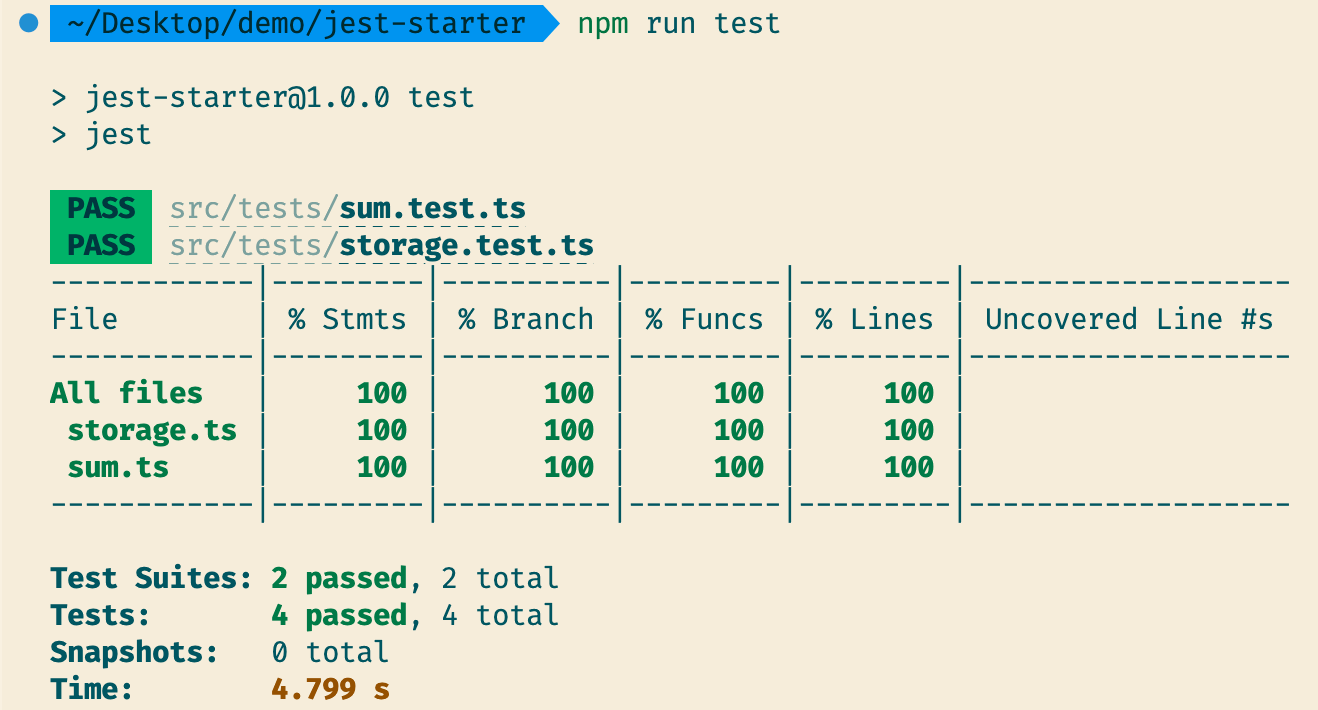 ~/Desktop/demo/jest-starter npm run test
> jest-starter@1.0.0 test
> jest
PASS src/tests/sum.test.ts
PASS src/tests/storage.test.ts
------------|---------|----------|---------|---------|-------------------
File        | % Stmts | % Branch | % Funcs | % Lines | Uncovered Line #s
------------|---------|----------|---------|---------|-------------------
All files   |     100 |      100 |     100 |     100 |
 storage.ts |     100 |      100 |     100 |     100 |
 sum.ts     |     100 |      100 |     100 |     100 |
------------|---------|----------|---------|---------|-------------------
Test Suites: 2 passed, 2 total
Tests:       4 passed, 4 total
Snapshots:   0 total
Time:        4.799 s